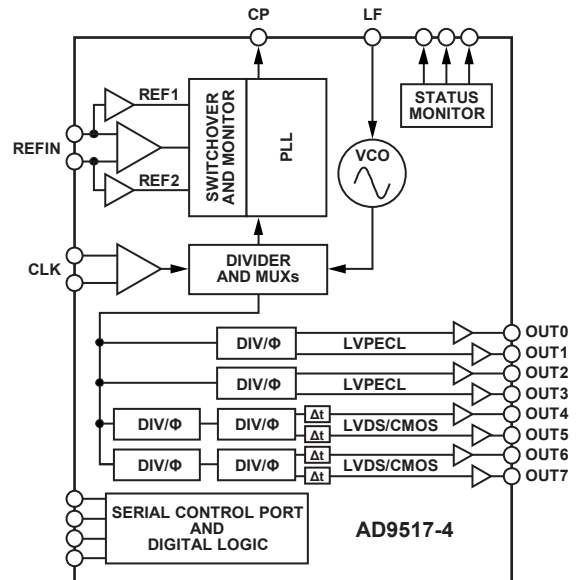 CP LF
REF1
REFIN
REF2
SWITCHOVER
AND MONITOR
PLL
STATUS
MONITOR
VCO
CLK
DIVIDER
AND MUXs
DIV/Φ LVPECL OUT0
OUT1
DIV/Φ LVPECL OUT2
OUT3
DIV/Φ DIV/Φ Δt LVDS/CMOS OUT4
Δt OUT5
DIV/Φ DIV/Φ Δt LVDS/CMOS OUT6
Δt OUT7
SERIAL CONTROL PORT
AND
DIGITAL LOGIC
AD9517-4